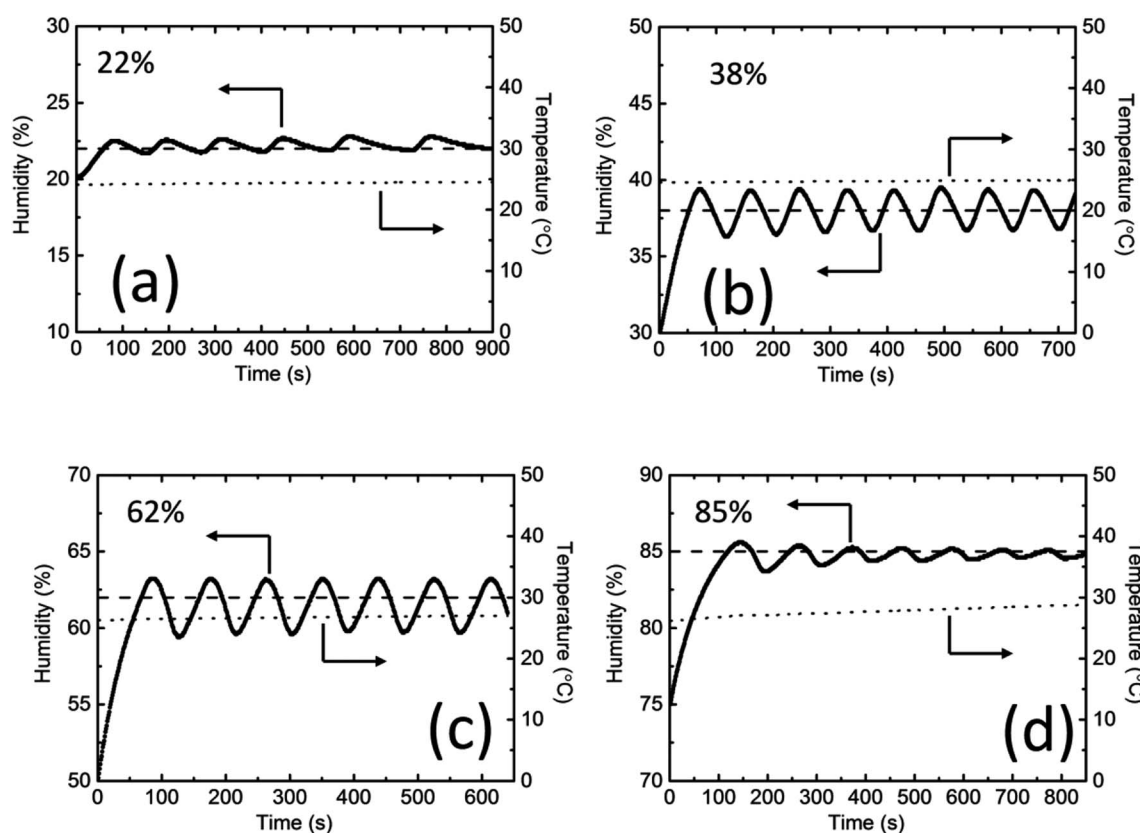 22%
(a)
Humidity (%)
30
25
20
15
10
50
40
30
20
10
0
Temperature (°C)
0 100 200 300 400 500 600 700 800 900
Time (s)
38%
(b)
Humidity (%)
50
45
40
35
30
50
40
30
20
10
0
Temperature (°C)
0 100 200 300 400 500 600 700
Time (s)
62%
(c)
Humidity (%)
70
65
60
55
50
50
40
30
20
10
0
Temperature (°C)
0 100 200 300 400 500 600
Time (s)
85%
(d)
Humidity (%)
90
85
80
75
70
50
40
30
20
10
0
Temperature (°C)
0 100 200 300 400 500 600 700 800
Time (s)